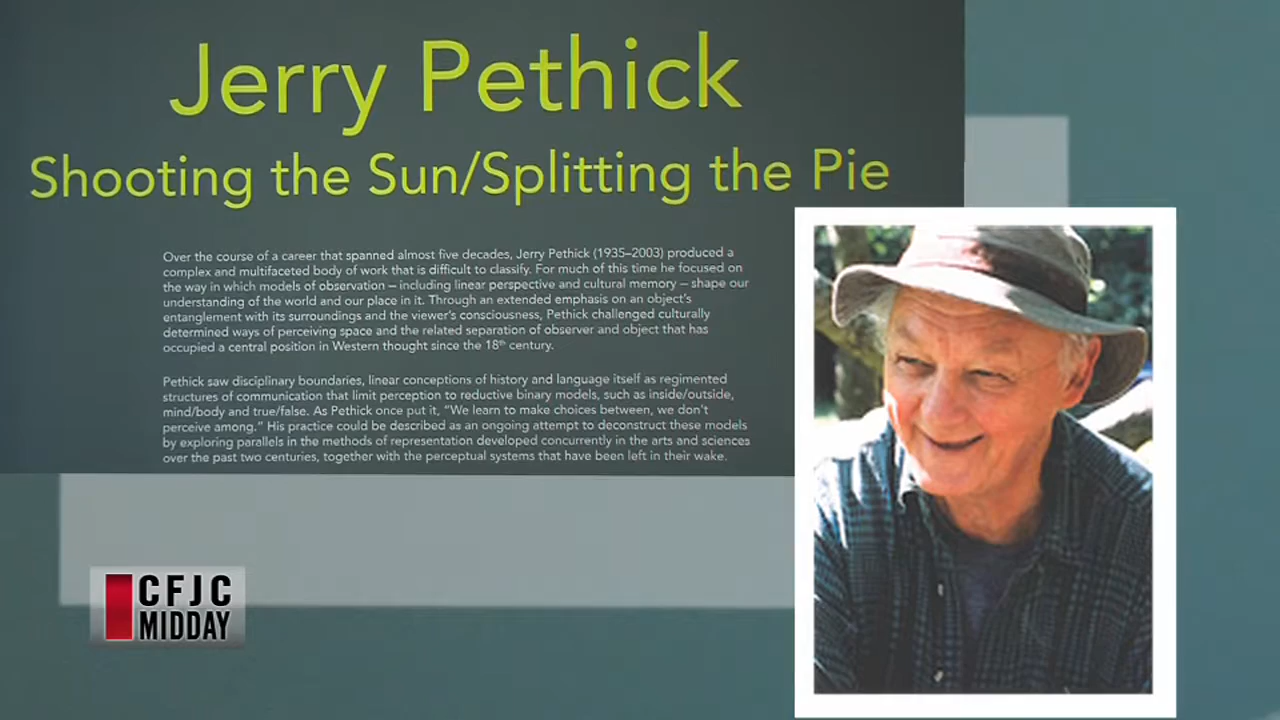 Jerry Pethick
Shooting the Sun/Splitting the Pie
Over the course of a career that spanned almost five decades, Jerry Pethick (1935–2003) produced a
complex and multifaceted body of work that is difficult to classify. For much of this time he focused on
the way in which models of observation – including linear perspective and cultural memory – shape our
understanding of the world and our place in it. Through an extended emphasis on an object's
entanglement with its surroundings and the viewer's consciousness, Pethick challenged culturally
determined ways of perceiving space and the related separation of observer and object that has
occupied a central position in Western thought since the 18th century.
Pethick saw disciplinary boundaries, linear conceptions of history and language itself as regimented
structures of communication that limit perception to reductive binary models, such as inside/outside,
mind/body and true/false. As Pethick once put it, "We learn to make choices between, we don't
perceive among." His practice could be described as an ongoing attempt to deconstruct these models
by exploring parallels in the methods of representation developed concurrently in the arts and sciences
over the past two centuries, together with the perceptual systems that have been left in their wake.
CFJC
MIDDAY